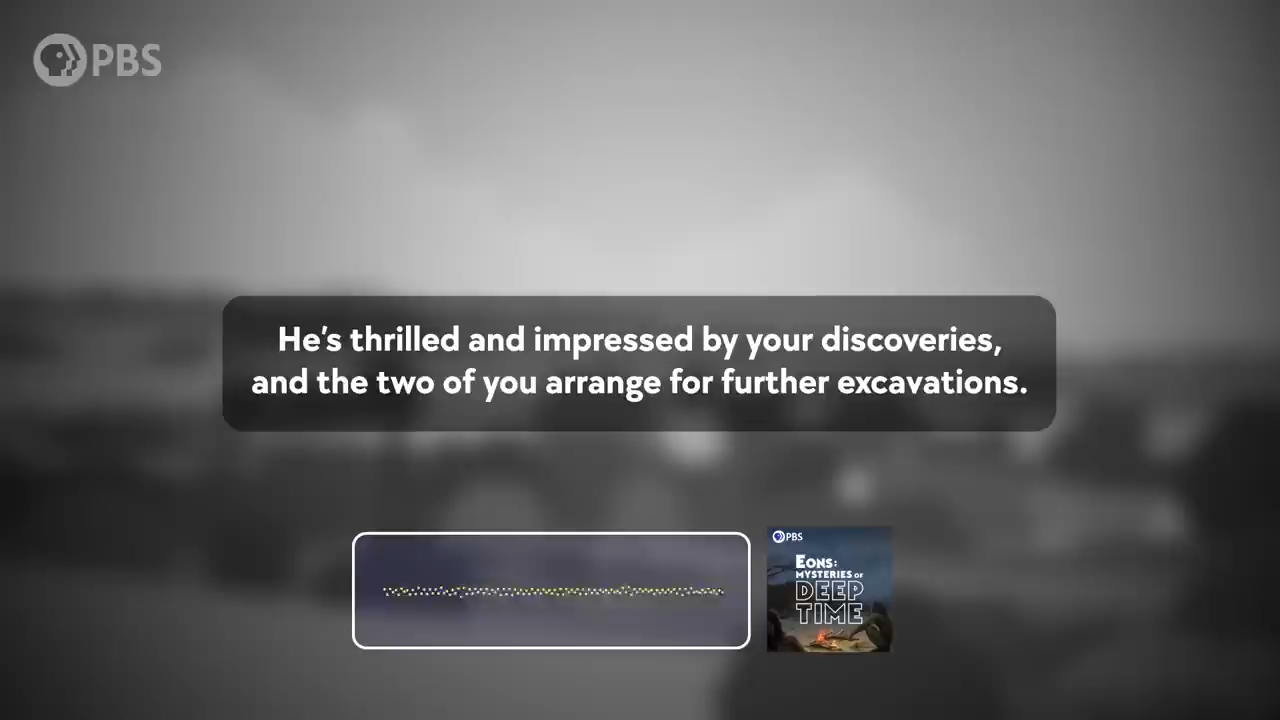 PBS
He's thrilled and impressed by your discoveries,
and the two of you arrange for further excavations.
PBS
EONS:
MYSTERIES OF
DEEP
TIME